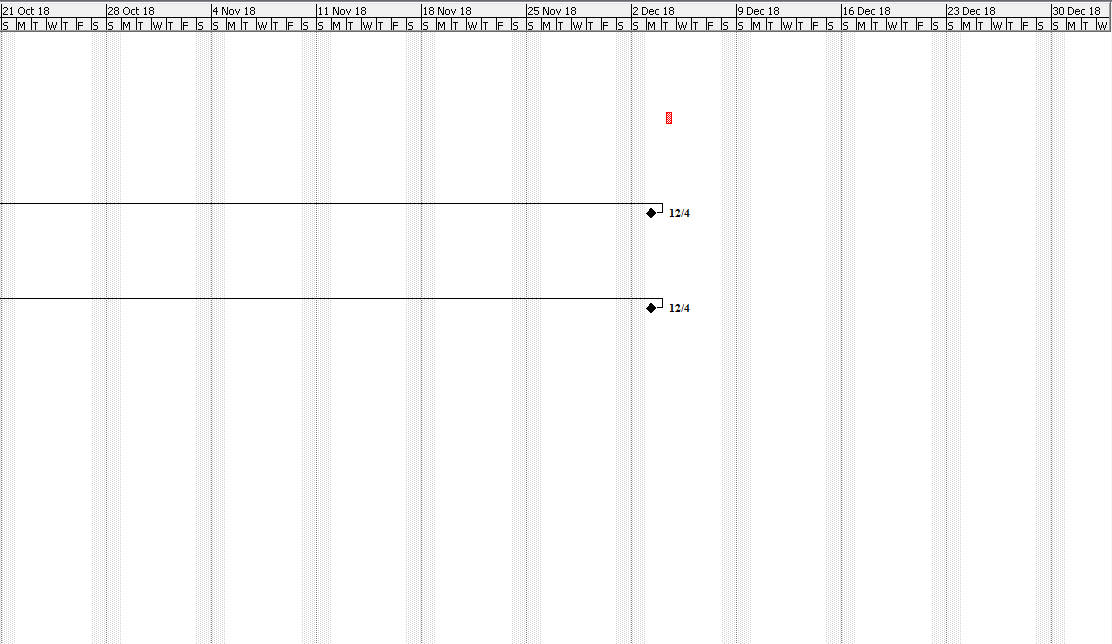 21 Oct 18 28 Oct 18 4 Nov 18 11 Nov 18 18 Nov 18 25 Nov 18 2 Dec 18 9 Dec 18 16 Dec 18 23 Dec 18 30 Dec 18
S M T W T F S S M T W T F S S M T W T F S S M T W T F S S M T W T F S S M T W T F S S M T W T F S S M T W T F S S M T W T F S S M T W T F S S M T W
12/4
12/4